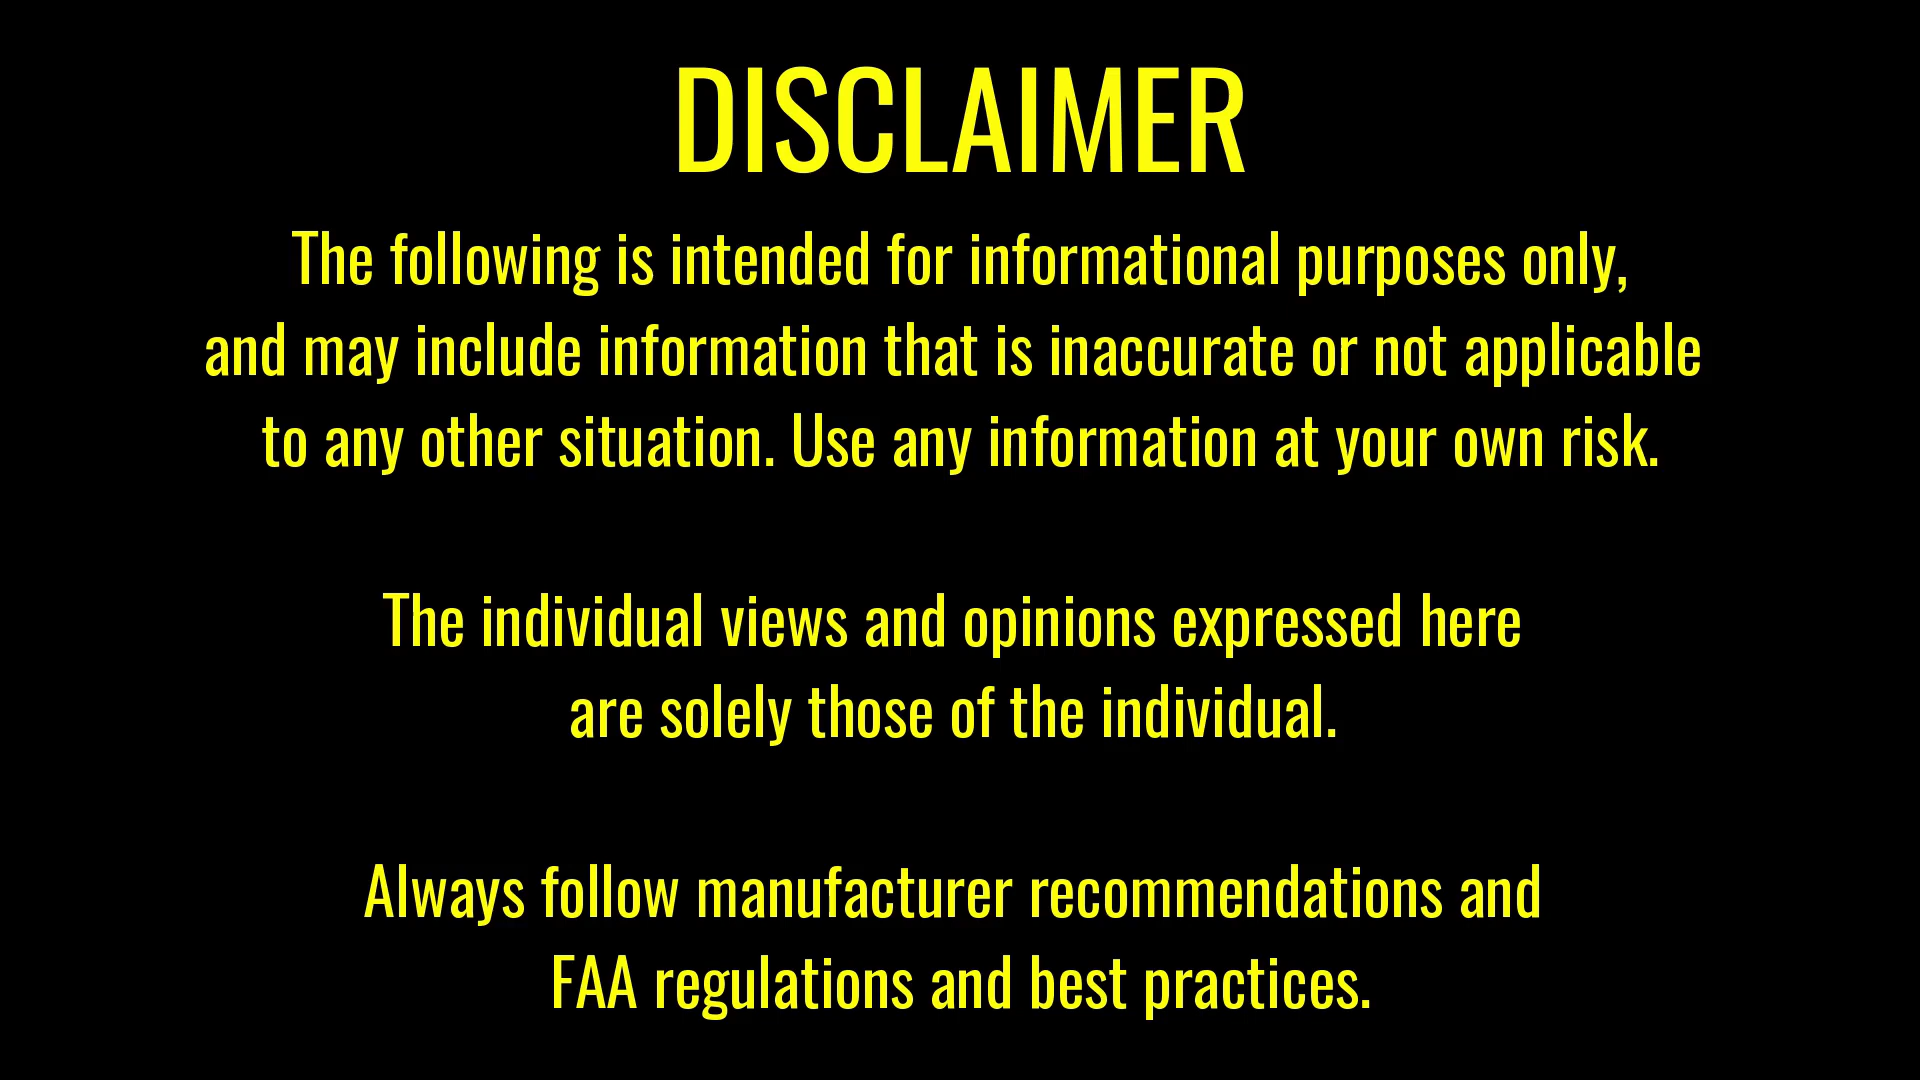 DISCLAIMER
The following is intended for informational purposes only,
and may include information that is inaccurate or not applicable
to any other situation. Use any information at your own risk.
The individual views and opinions expressed here
are solely those of the individual.
Always follow manufacturer recommendations and
FAA regulations and best practices.